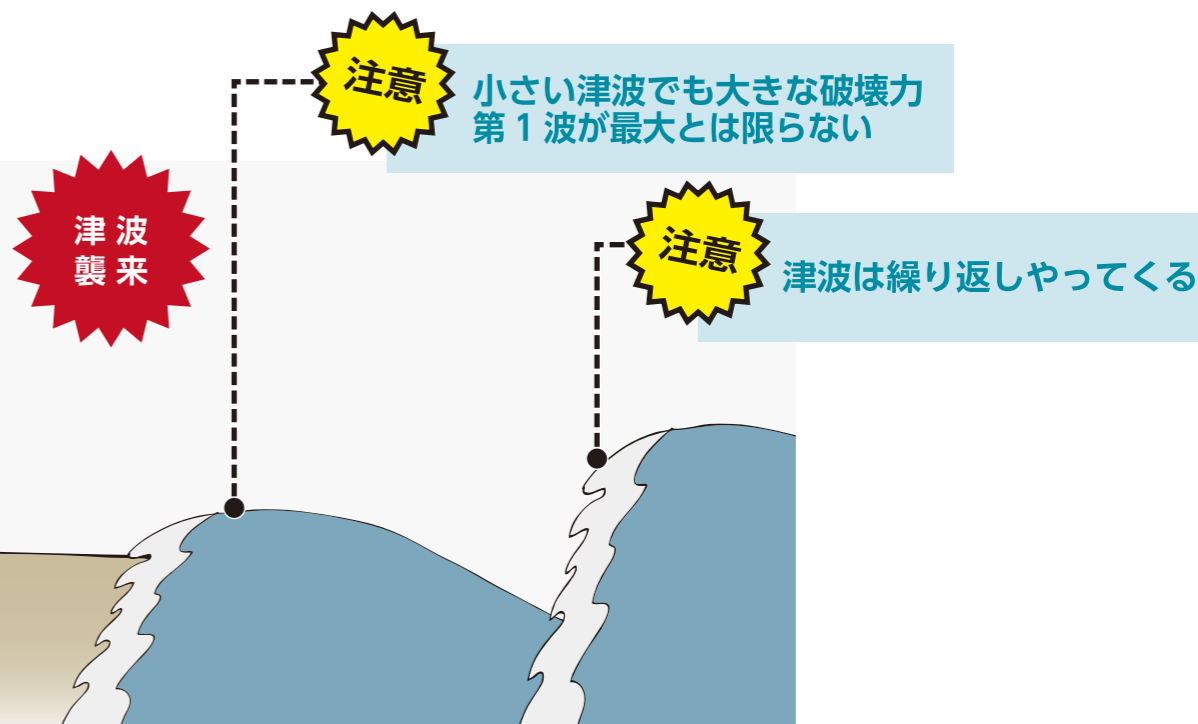 注意
小さい津波でも大きな破壊力
第1波が最大とは限らない
津波
襲来
注意
津波は繰り返しやってくる